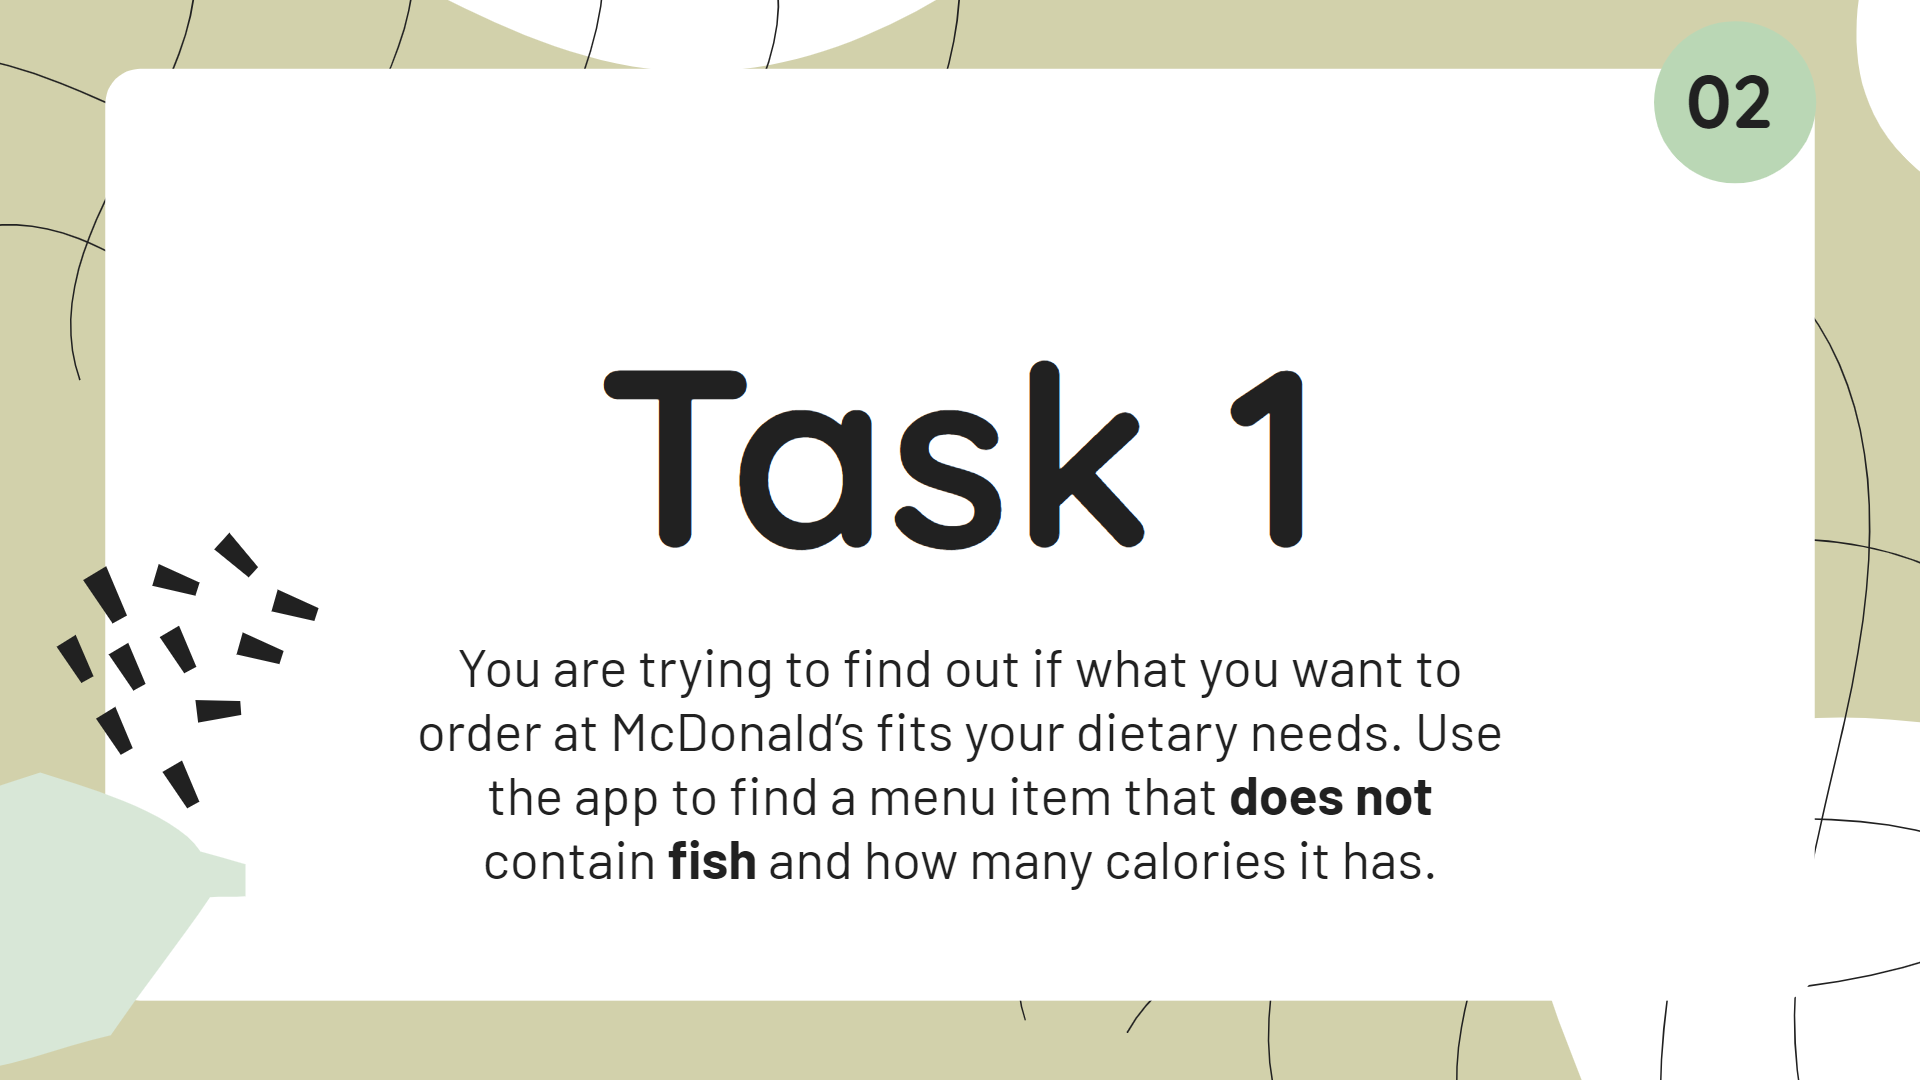 02
Task 1
You are trying to find out if what you want to
order at McDonald’s fits your dietary needs. Use
the app to find a menu item that does not
contain fish and how many calories it has.